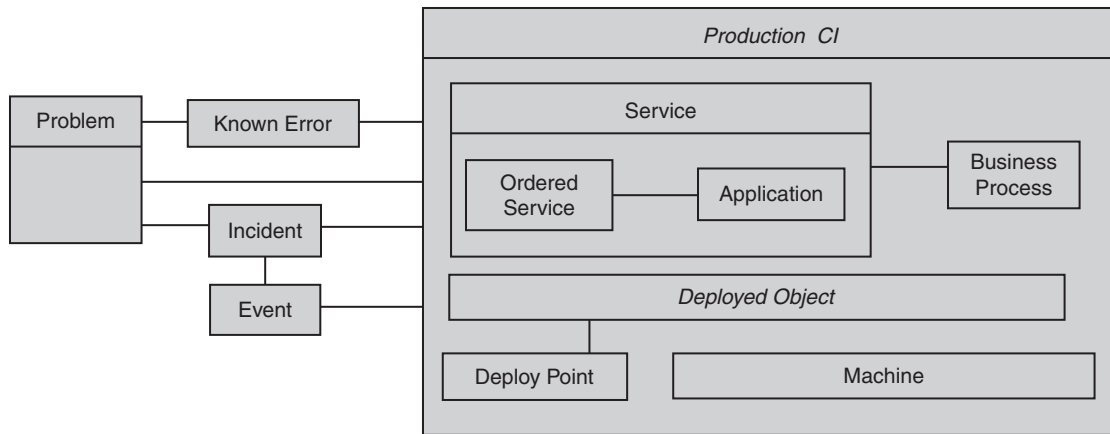 Production CI
Problem
Known Error
Service
Ordered
Service
Application
Business
Process
Incident
Event
Deployed Object
Deploy Point
Machine